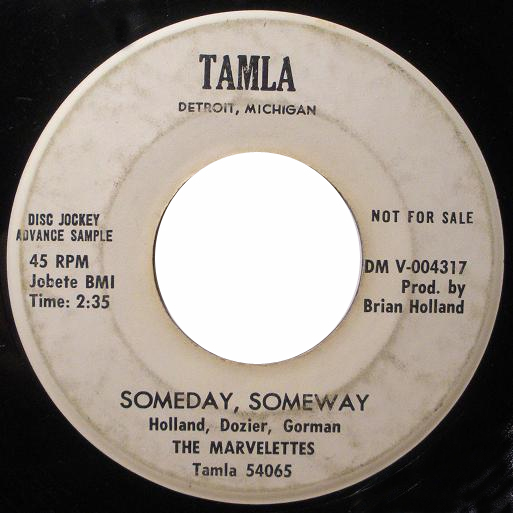 TAMLA
DETROIT, MICHIGAN
DISC JOCKEY
ADVANCE SAMPLE
45 RPM
Jobete BMI
Time: 2:35
NOT FOR SALE
DM V-004317
Prod. by
Brian Holland
SOMEDAY, SOMEWAY
Holland, Dozier, Gorman
THE MARVELETTES
Tamla 54065